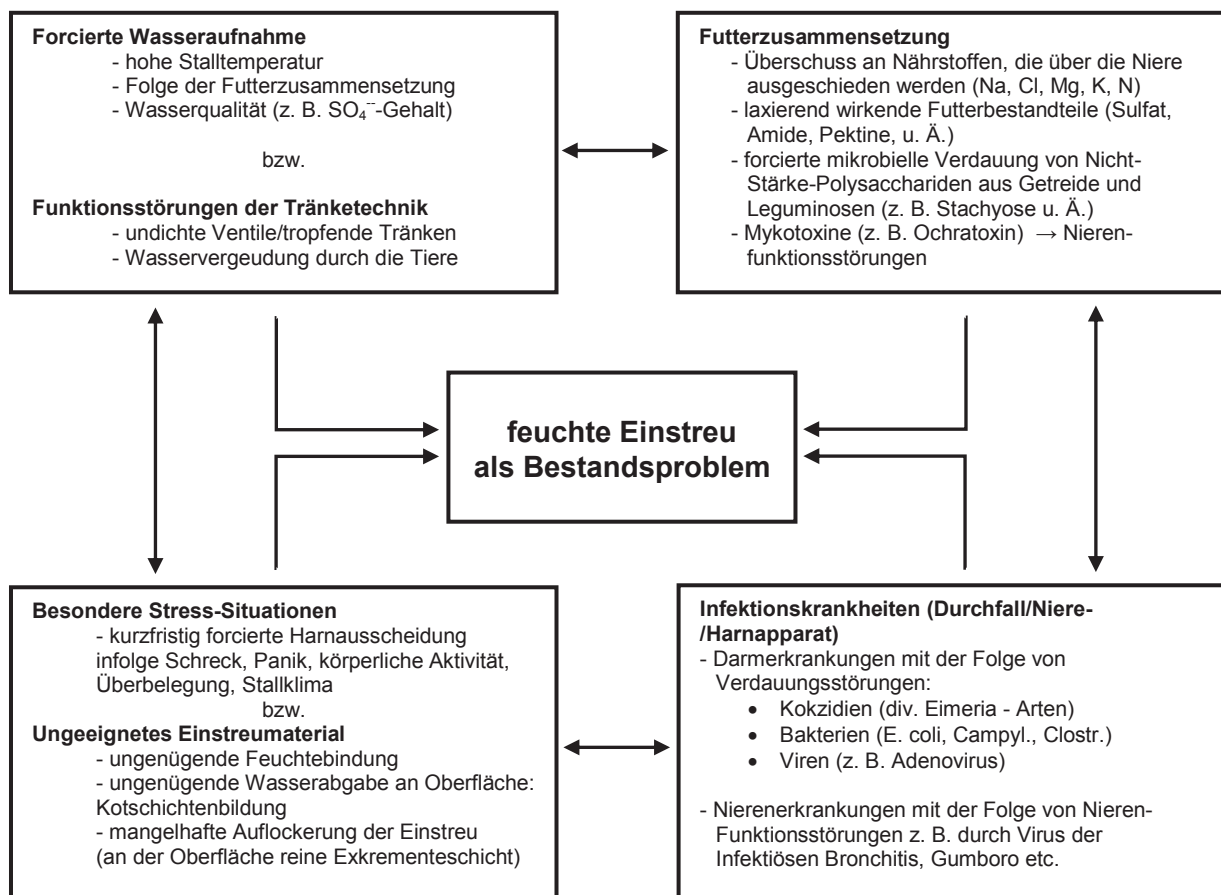 Forcierte Wasseraufnahme
- hohe Stalltemperatur
- Folge der Futterzusammensetzung
- Wasserqualität (z. B. SO₄⁻⁻-Gehalt)
bzw.
Funktionsstörungen der Tränketechnik
- undichte Ventile/tropfende Tränken
- Wasservergeudung durch die Tiere
Futterzusammensetzung
- Überschuss an Nährstoffen, die über die Niere
ausgeschieden werden (Na, Cl, Mg, K, N)
- laxierend wirkende Futterbestandteile (Sulfat,
Amide, Pektine, u. Ä.)
- forcierte mikrobielle Verdauung von Nicht-
Stärke-Polysacchariden aus Getreide und
Leguminosen (z. B. Stachyose u. Ä.)
- Mykotoxine (z. B. Ochratoxin) → Nieren-
funktionsstörungen
feuchte Einstreu
als Bestandsproblem
Besondere Stress-Situationen
- kurzfristig forcierte Harnausscheidung
infolge Schreck, Panik, körperliche Aktivität,
Überbelegung, Stallklima
bzw.
Ungeeignetes Einstreumaterial
- ungenügende Feuchtebindung
- ungenügende Wasserabgabe an Oberfläche:
Kotschichtenbildung
- mangelhafte Auflockerung der Einstreu
(an der Oberfläche reine Exkrementeschicht)
Infektionskrankheiten (Durchfall/Niere-
/Harnapparat)
- Darmerkrankungen mit der Folge von
Verdauungsstörungen:
• Kokzidien (div. Eimeria - Arten)
• Bakterien (E. coli, Campyl., Clostr.)
• Viren (z. B. Adenovirus)
- Nierenerkrankungen mit der Folge von Nieren-
Funktionsstörungen z. B. durch Virus der
Infektiösen Bronchitis, Gumboro etc.